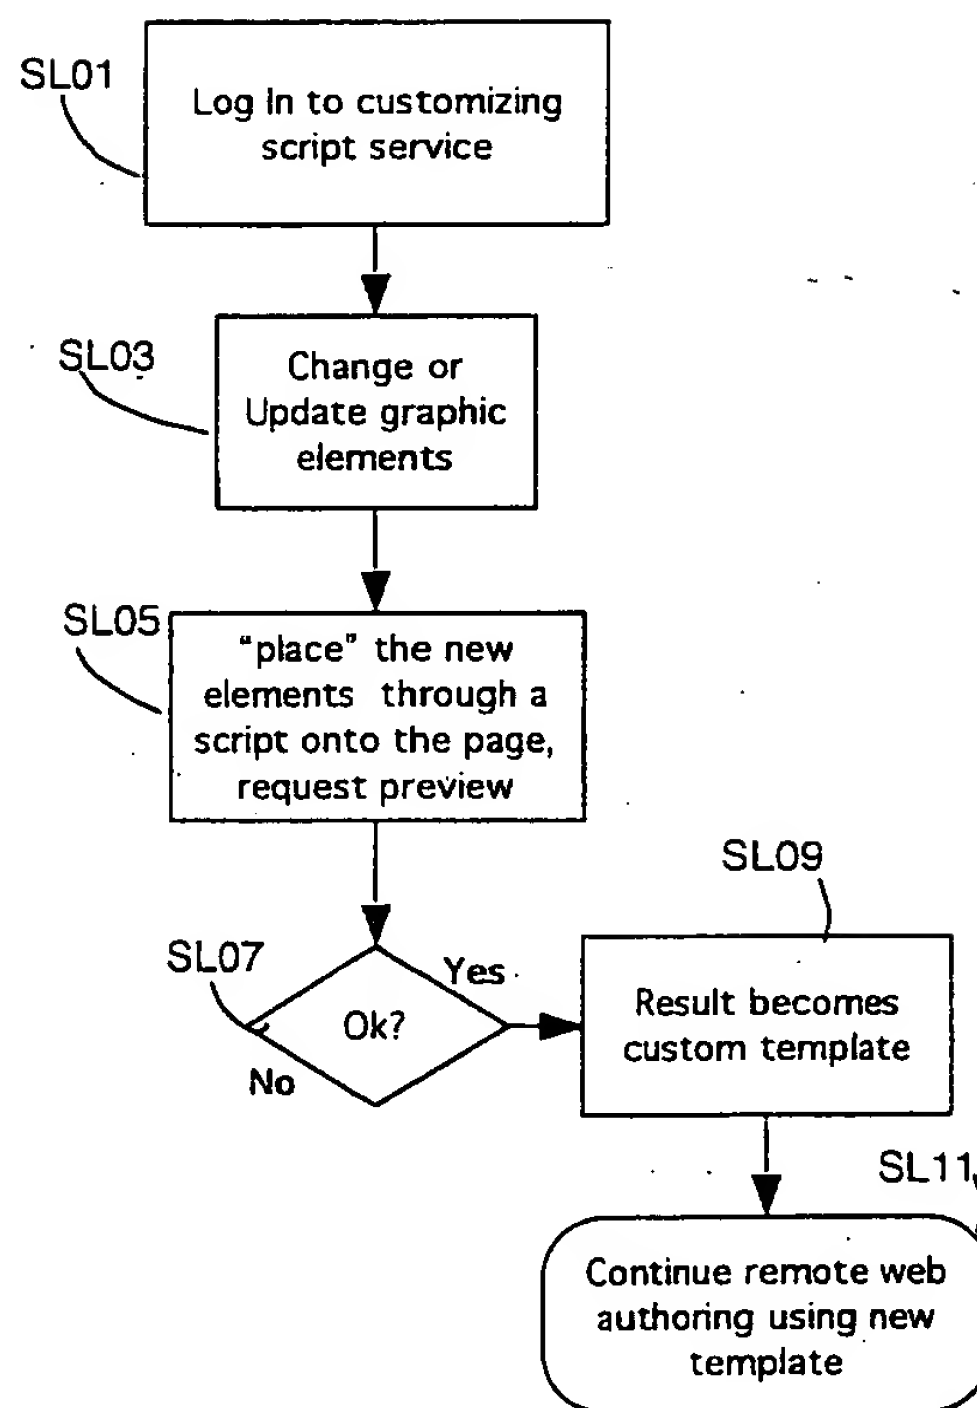 SL01
Log In to customizing
script service
SL03
Change or
Update graphic
elements
SL05
"place" the new
elements through a
script onto the page,
request preview
SL07
Ok?
Yes
No
SL09
Result becomes
custom template
SL11
Continue remote web
authoring using new
template